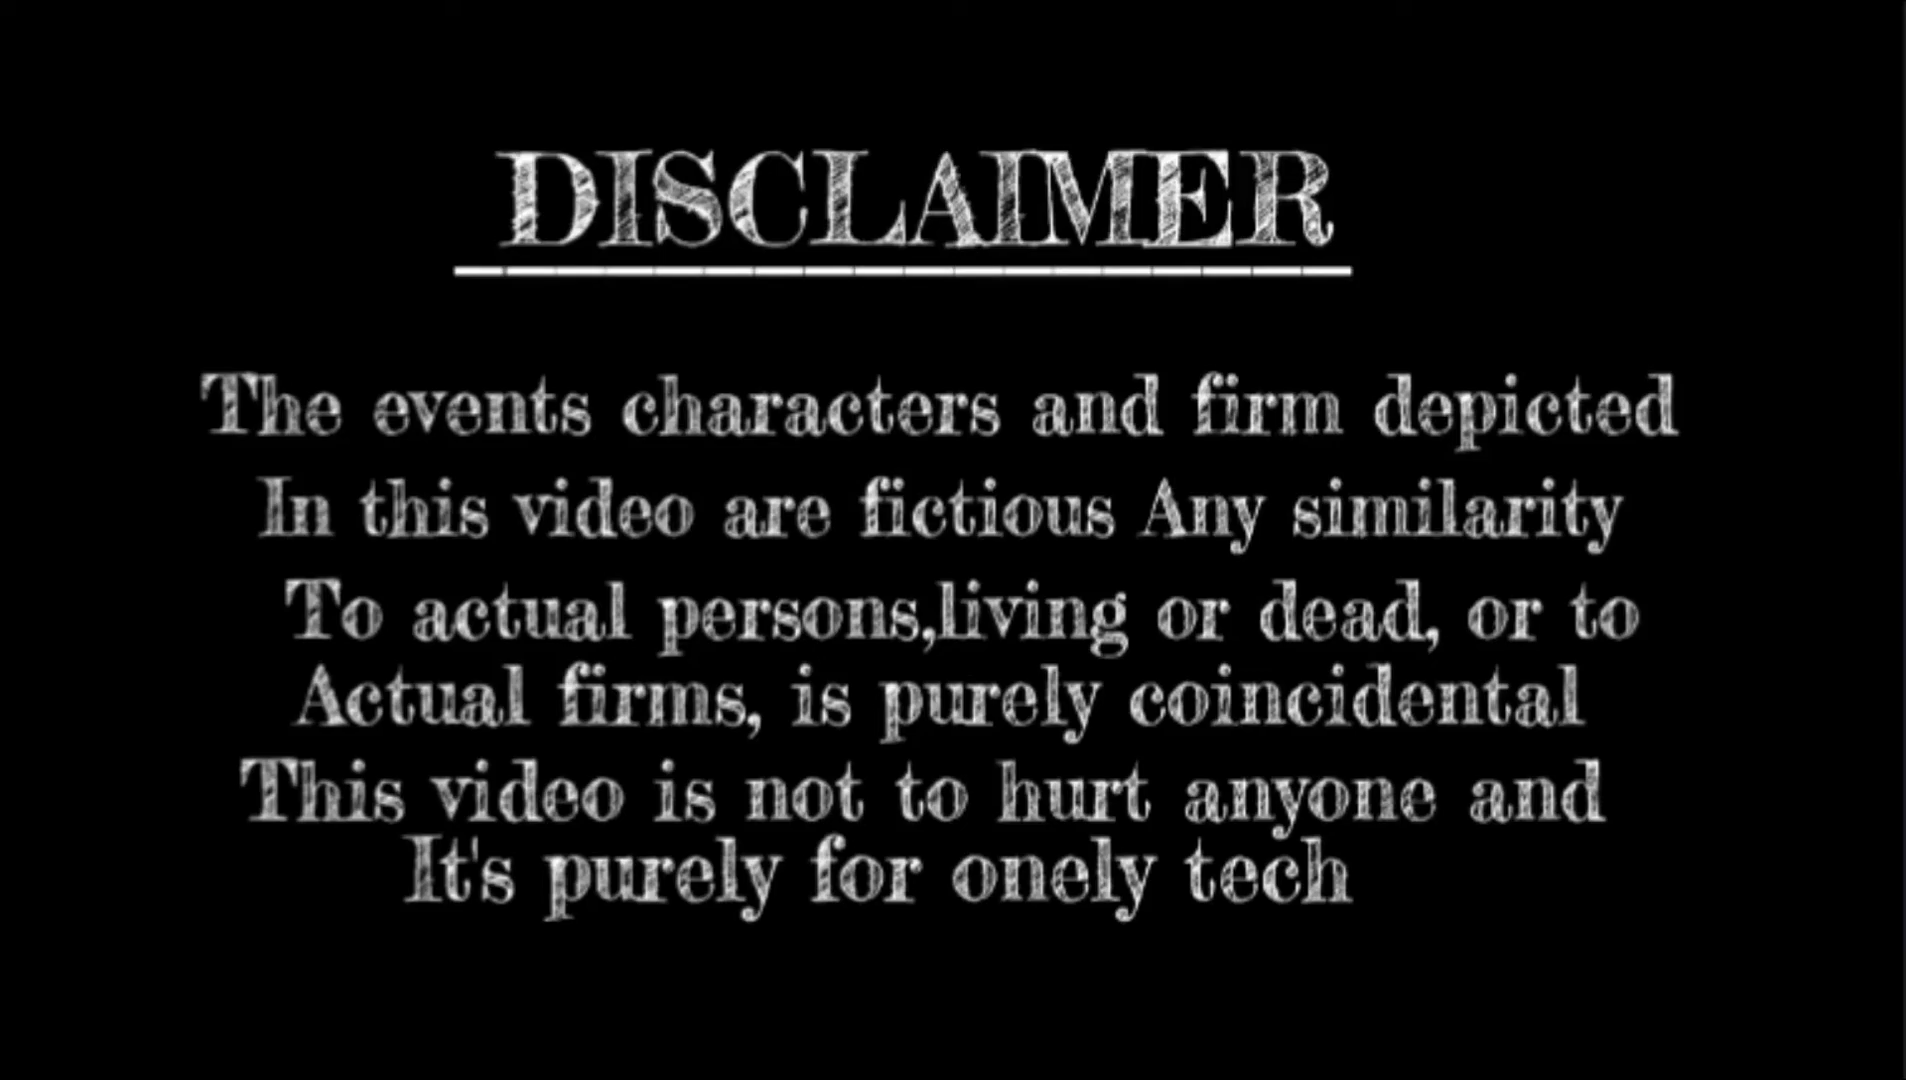 DISCLAIMER
The events characters and firm depicted
In this video are fictious Any similarity
To actual persons,living or dead, or to
Actual firms, is purely coincidental
This video is not to hurt anyone and
It's purely for onely tech